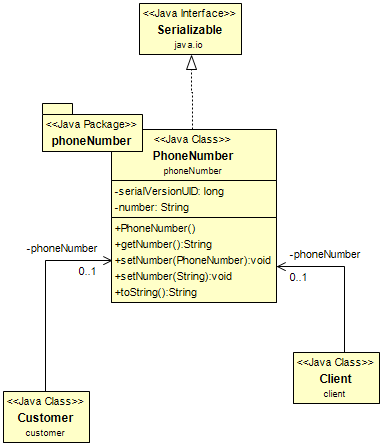 <<Java Interface>>
Serializable
java.io
<<Java Package>>
phoneNumber
<<Java Class>>
PhoneNumber
phoneNumber
-serialVersionUID: long
-number: String
+PhoneNumber()
+getNumber():String
+setNumber(PhoneNumber):void
+setNumber(String):void
+toString():String
-phoneNumber
0..1
-phoneNumber
0..1
<<Java Class>>
Client
client
<<Java Class>>
Customer
customer